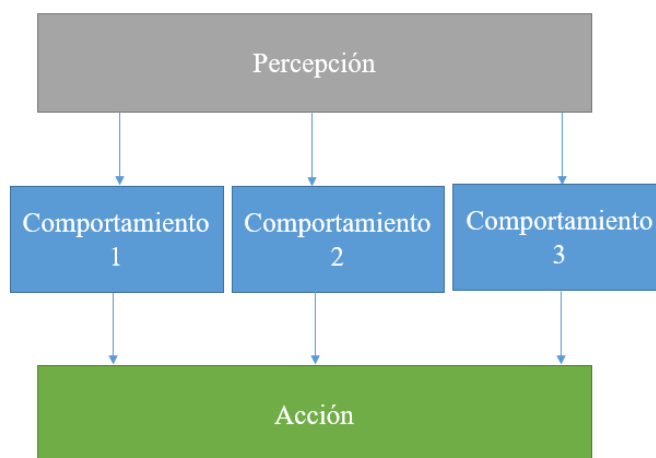 Percepción
Comportamiento
1
Comportamiento
2
Comportamiento
3
Acción